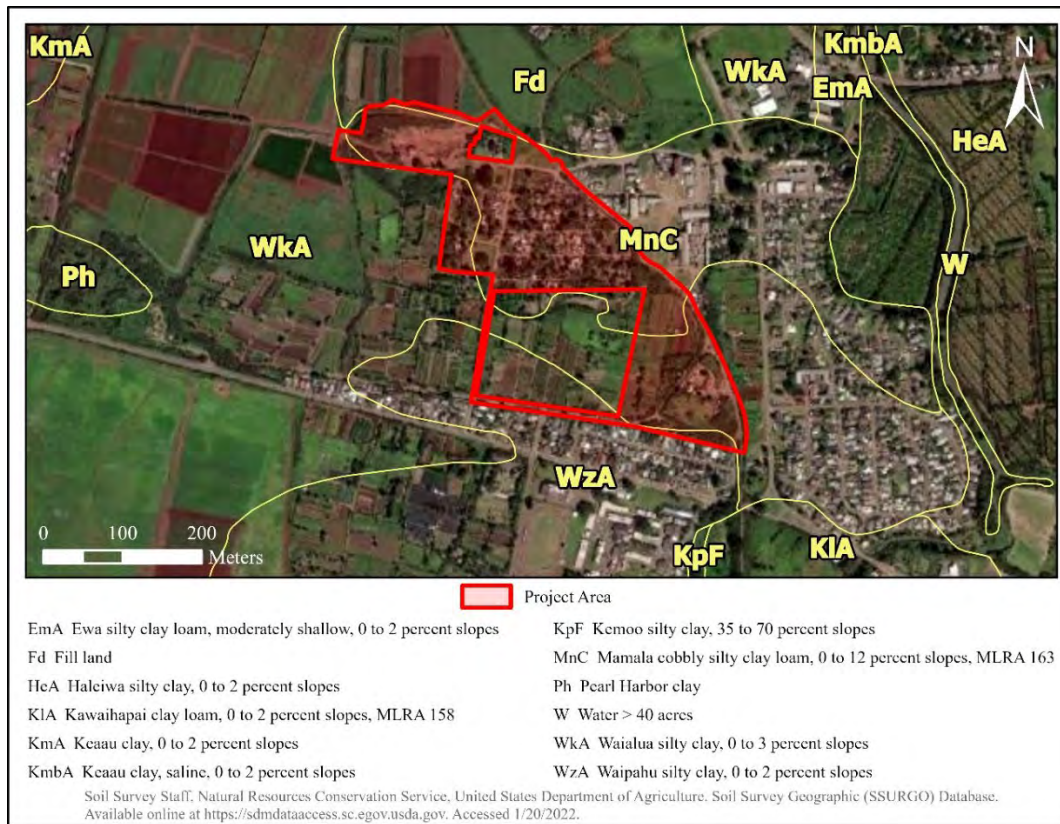 KmA
Fd
WkA
KmbA
EmA
N
HeA
MnC
WkA
W
Ph
WzA
0 100 200
Meters
KpF
KlA
Project Area
EmA Ewa silty clay loam, moderately shallow, 0 to 2 percent slopes
Fd Fill land
HeA Haleiwa silty clay, 0 to 2 percent slopes
KlA Kawaihapai clay loam, 0 to 2 percent slopes, MLRA 158
KmA Keaau clay, 0 to 2 percent slopes
KmbA Keaau clay, saline, 0 to 2 percent slopes
KpF Kemoo silty clay, 35 to 70 percent slopes
MnC Mamala cobbly silty clay loam, 0 to 12 percent slopes, MLRA 163
Ph Pearl Harbor clay
W Water > 40 acres
WkA Waialua silty clay, 0 to 3 percent slopes
WzA Waipahu silty clay, 0 to 2 percent slopes
Soil Survey Staff, Natural Resources Conservation Service, United States Department of Agriculture. Soil Survey Geographic (SSURGO) Database.
Available online at https://sdmdataaccess.sc.egov.usda.gov. Accessed 1/20/2022.